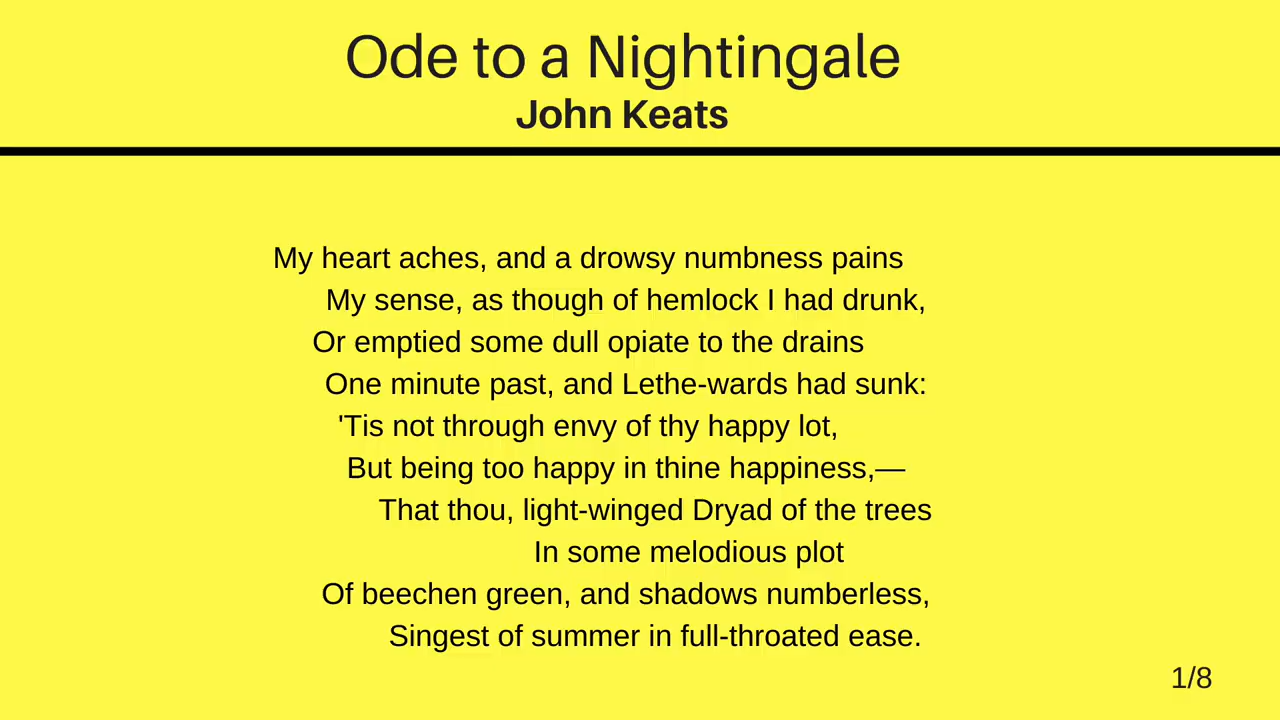 Ode to a Nightingale
John Keats
My heart aches, and a drowsy numbness pains
My sense, as though of hemlock I had drunk,
Or emptied some dull opiate to the drains
One minute past, and Lethe-wards had sunk:
'Tis not through envy of thy happy lot,
But being too happy in thine happiness,—
That thou, light-winged Dryad of the trees
In some melodious plot
Of beechen green, and shadows numberless,
Singest of summer in full-throated ease.
1/8